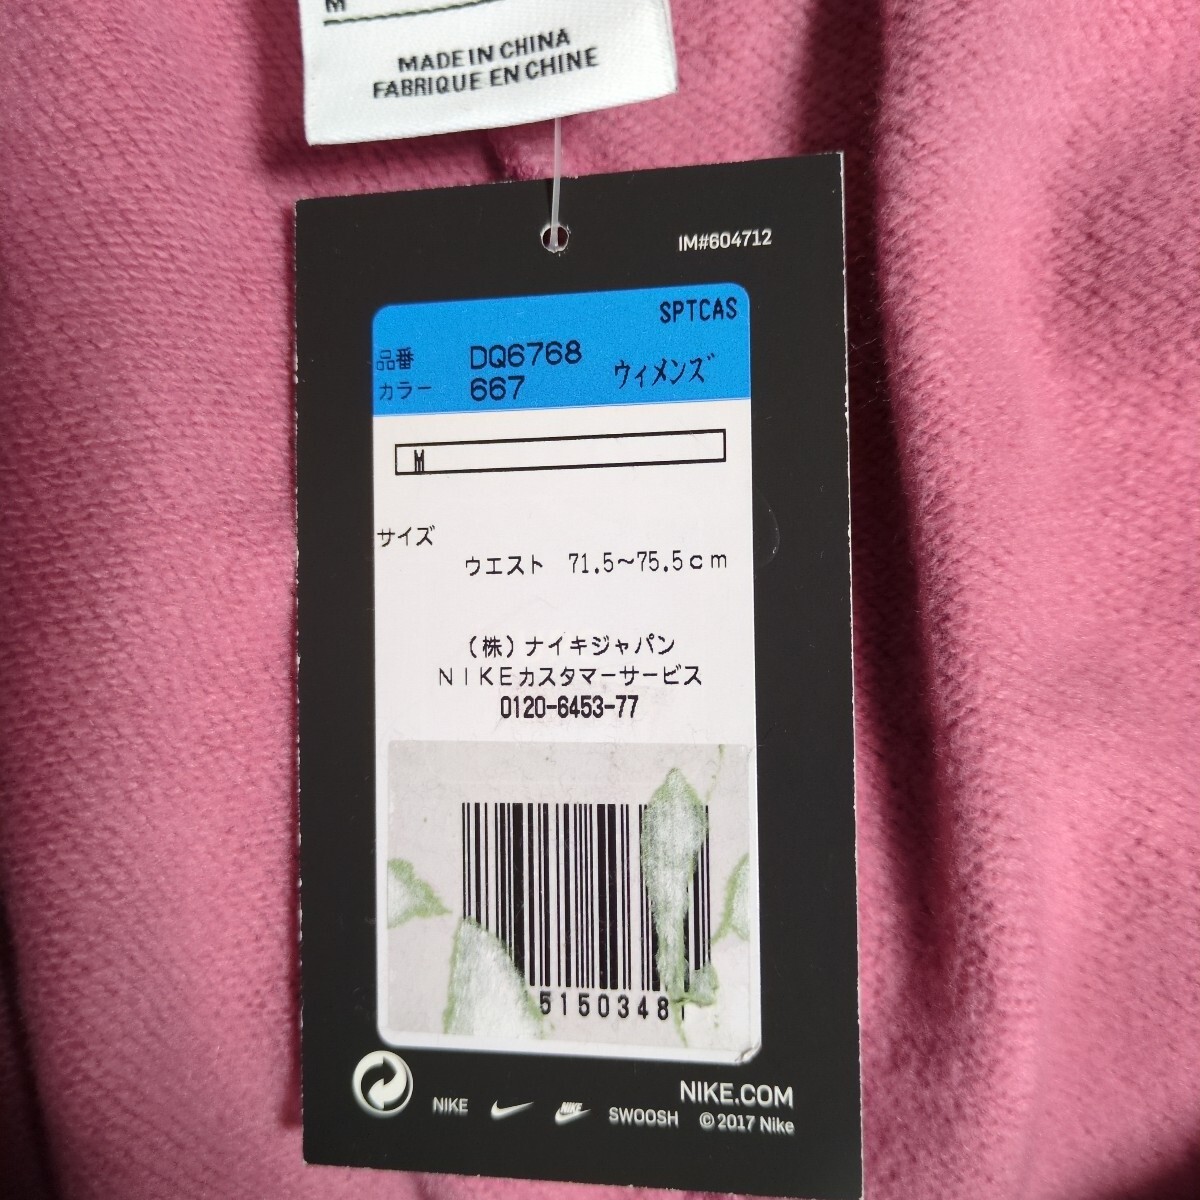 M
MADE IN CHINA
FABRIQUE EN CHINE
IM#604712
SPTCAS
品番 DQ6768
カラー 667 ウィメンズ
M
サイズ
ウエスト 71.5～75.5cm
(株)ナイキジャパン
NIKEカスタマーサービス
0120-6453-77
5150348
NIKE.COM
NIKE NIKE SWOOSH © 2017 Nike